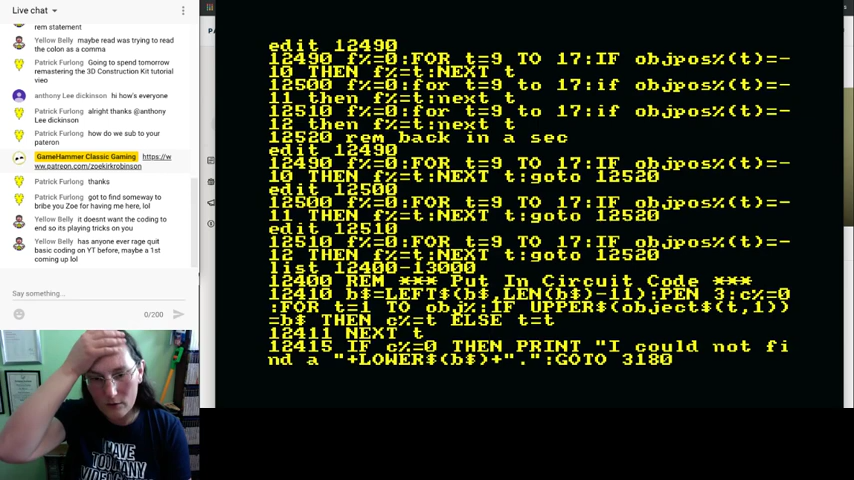 Live chat
rem statement
Yellow Belly maybe read was trying to
read
the colon as a comma
Patrick Furlong Going to spend tomorrow
remastering the 3D Construction Kit tutorial
vieo
anthony Lee dickinson hi how's everyone
Patrick Furlong alright thanks @anthony
Lee dickinson
Patrick Furlong how do we sub to your
pateron
GameHammer Classic Gaming https://w
ww.patreon.com/zoekirkrobinson
Patrick Furlong thanks
Patrick Furlong got to find someway to
bribe you Zoe for having me here, lol
Yellow Belly it doesnt want the coding to
end so its playing tricks on you
Yellow Belly has anyone ever rage quit
basic coding on YT before, maybe a 1st
coming up lol
Say something...
0/200
edit 12490
12490 f%=0:FOR t=9 TO 17:IF objpos%(t)=-
10 THEN f%=t:NEXT t
12500 f%=0:for t=9 to 17:if objpos%(t)=-
11 then f%=t:next t
12510 f%=0:for t=9 to 17:if objpos%(t)=-
12 then f%=t:next t
12520 rem back in a sec
edit 12490
12490 f%=0:FOR t=9 TO 17:IF objpos%(t)=-
10 THEN f%=t:NEXT t:goto 12520
edit 12500
12500 f%=0:FOR t=9 TO 17:IF objpos%(t)=-
11 THEN f%=t:NEXT t:goto 12520
edit 12510
12510 f%=0:FOR t=9 TO 17:IF objpos%(t)=-
12 THEN f%=t:NEXT t:goto 12520
list 12400-13000
12400 REM *** Put In Circuit Code ***
12410 b$=LEFT$(b$,LEN(b$)-11):PEN 3:c%=0
:FOR t=1 TO obj%:IF UPPER$(object$(t,1))
=b$ THEN c%=t ELSE t=t
12411 NEXT t
12415 IF c%=0 THEN PRINT "I could not fi
nd a "+LOWER$(b$)+".":GOTO 3180
I HAVE
TOO MANY